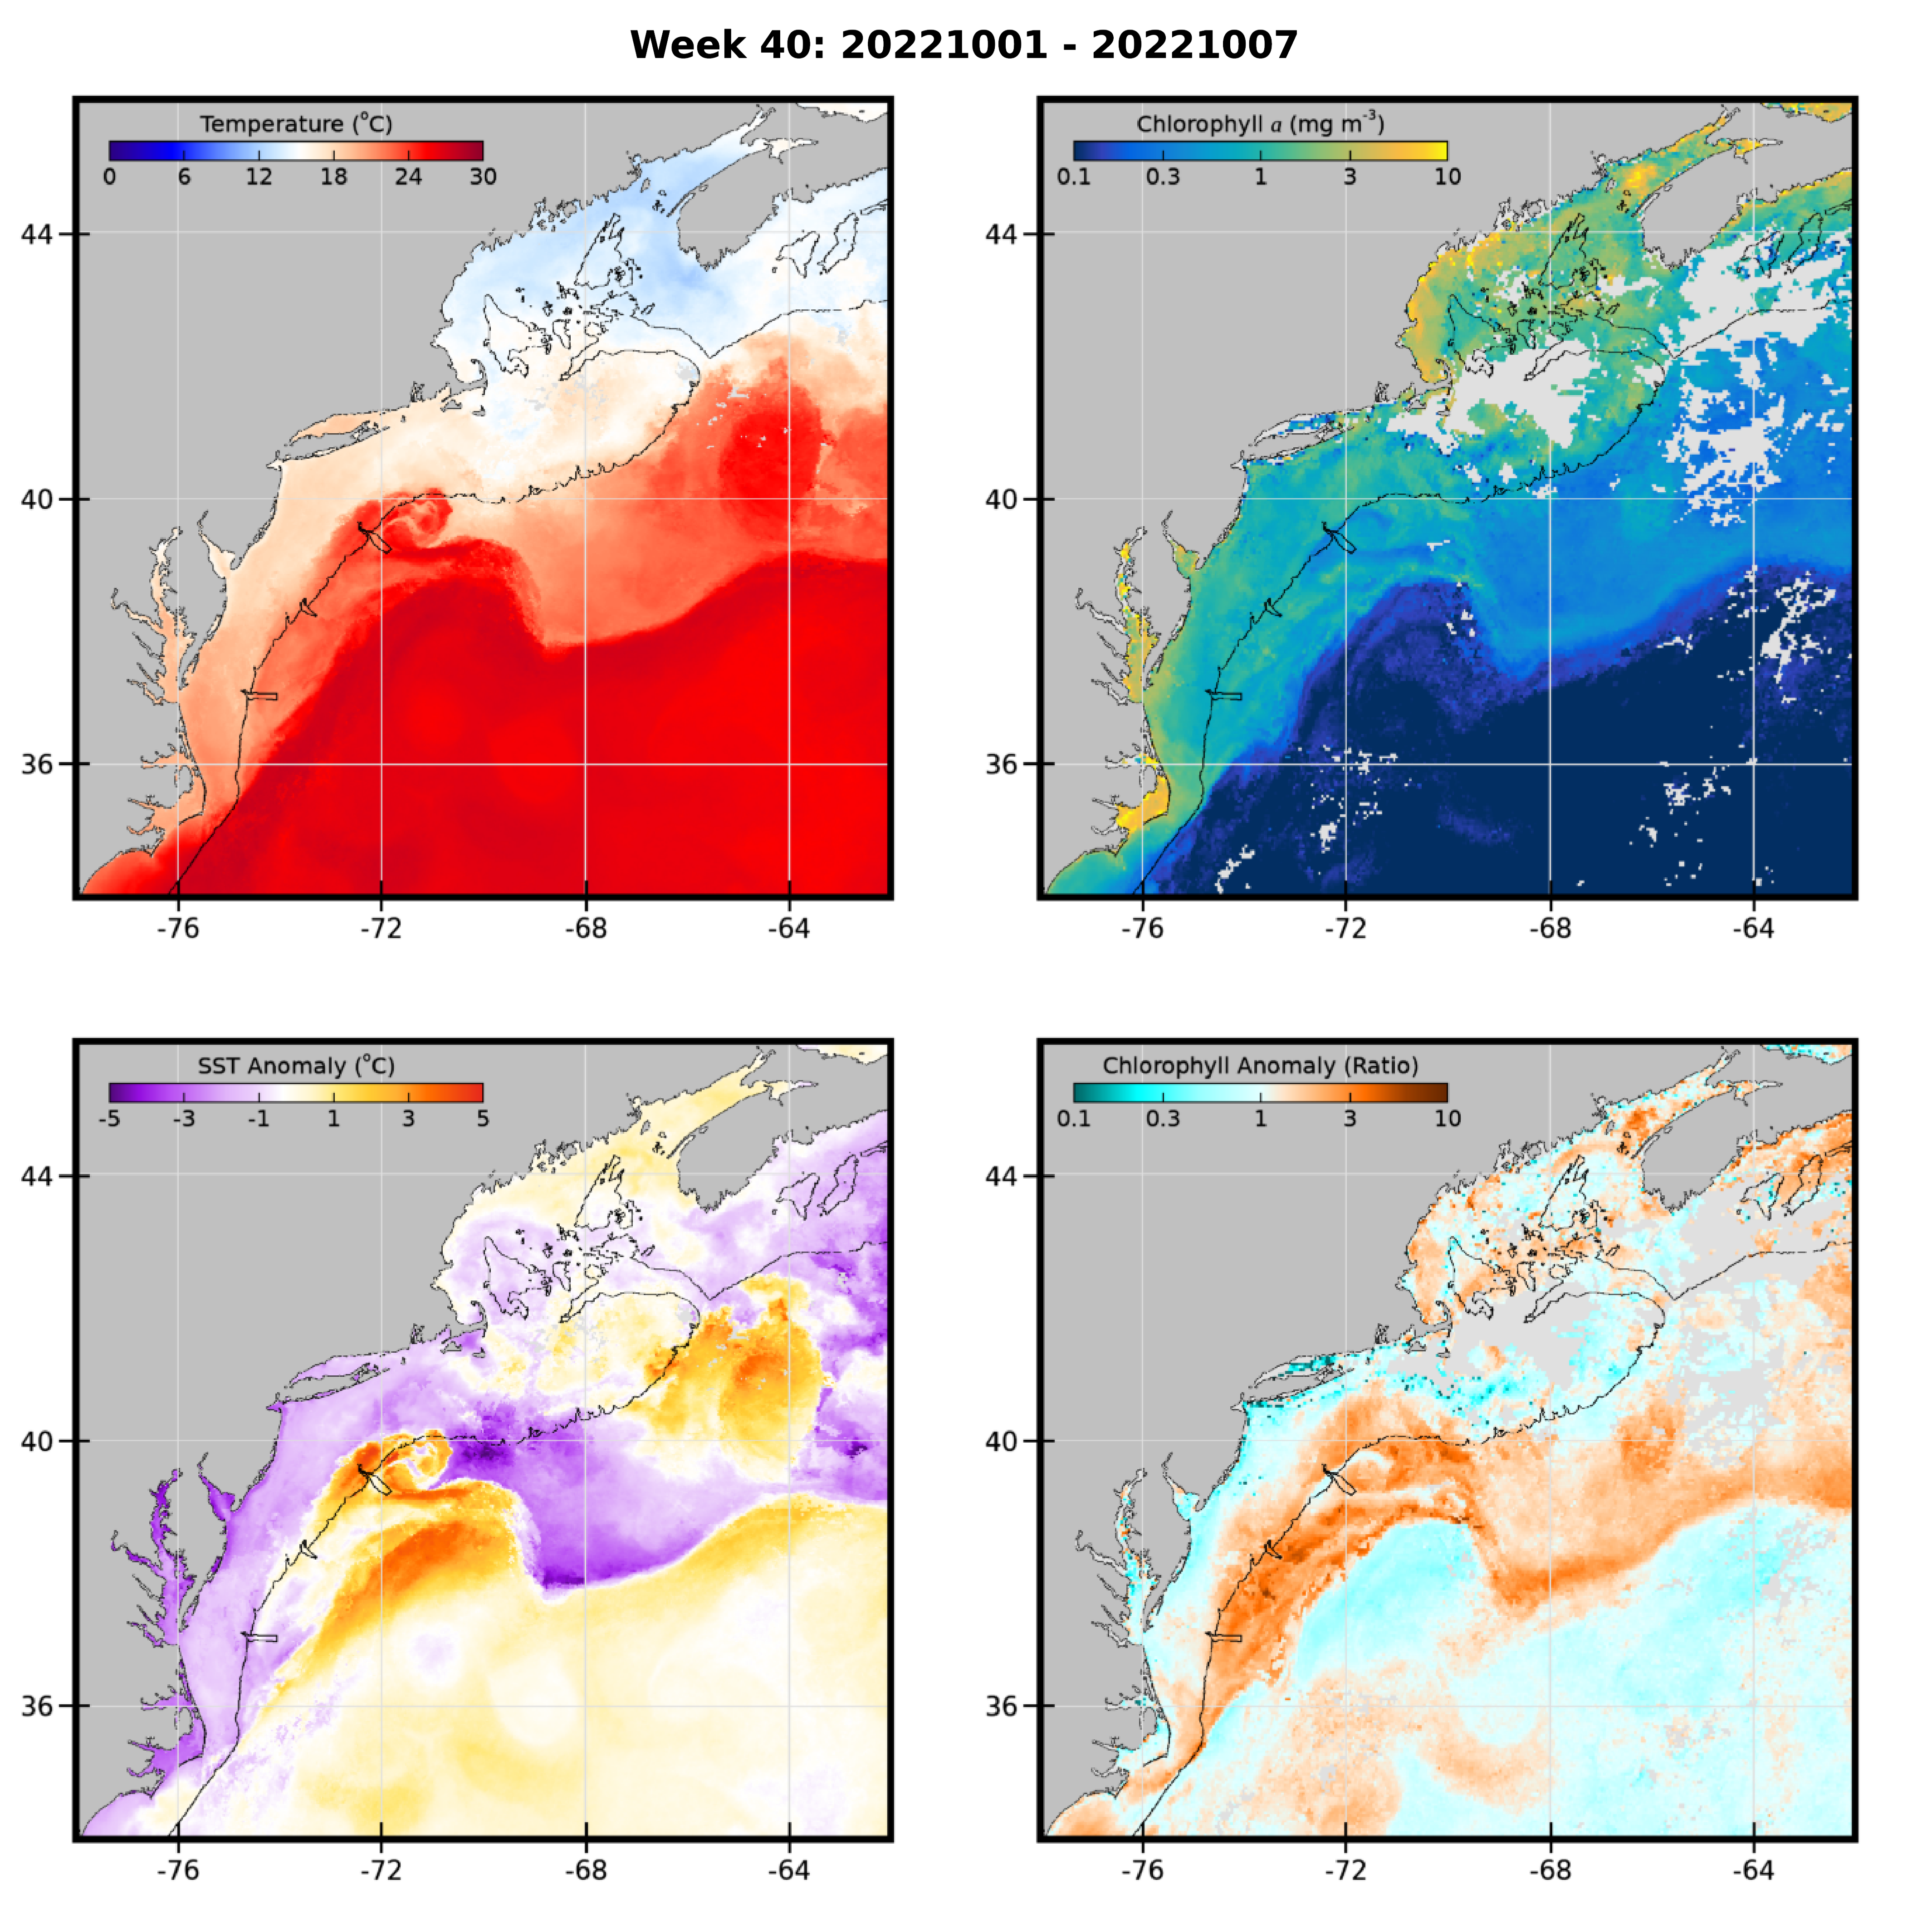 Week 40: 20221001 - 20221007
Temperature (°C)
0 6 12 18 24 30
44
40
36
-76 -72 -68 -64
Chlorophyll a (mg m⁻³)
0.1 0.3 1 3 10
44
40
36
-76 -72 -68 -64
SST Anomaly (°C)
-5 -3 -1 1 3 5
44
40
36
-76 -72 -68 -64
Chlorophyll Anomaly (Ratio)
0.1 0.3 1 3 10
44
40
36
-76 -72 -68 -64